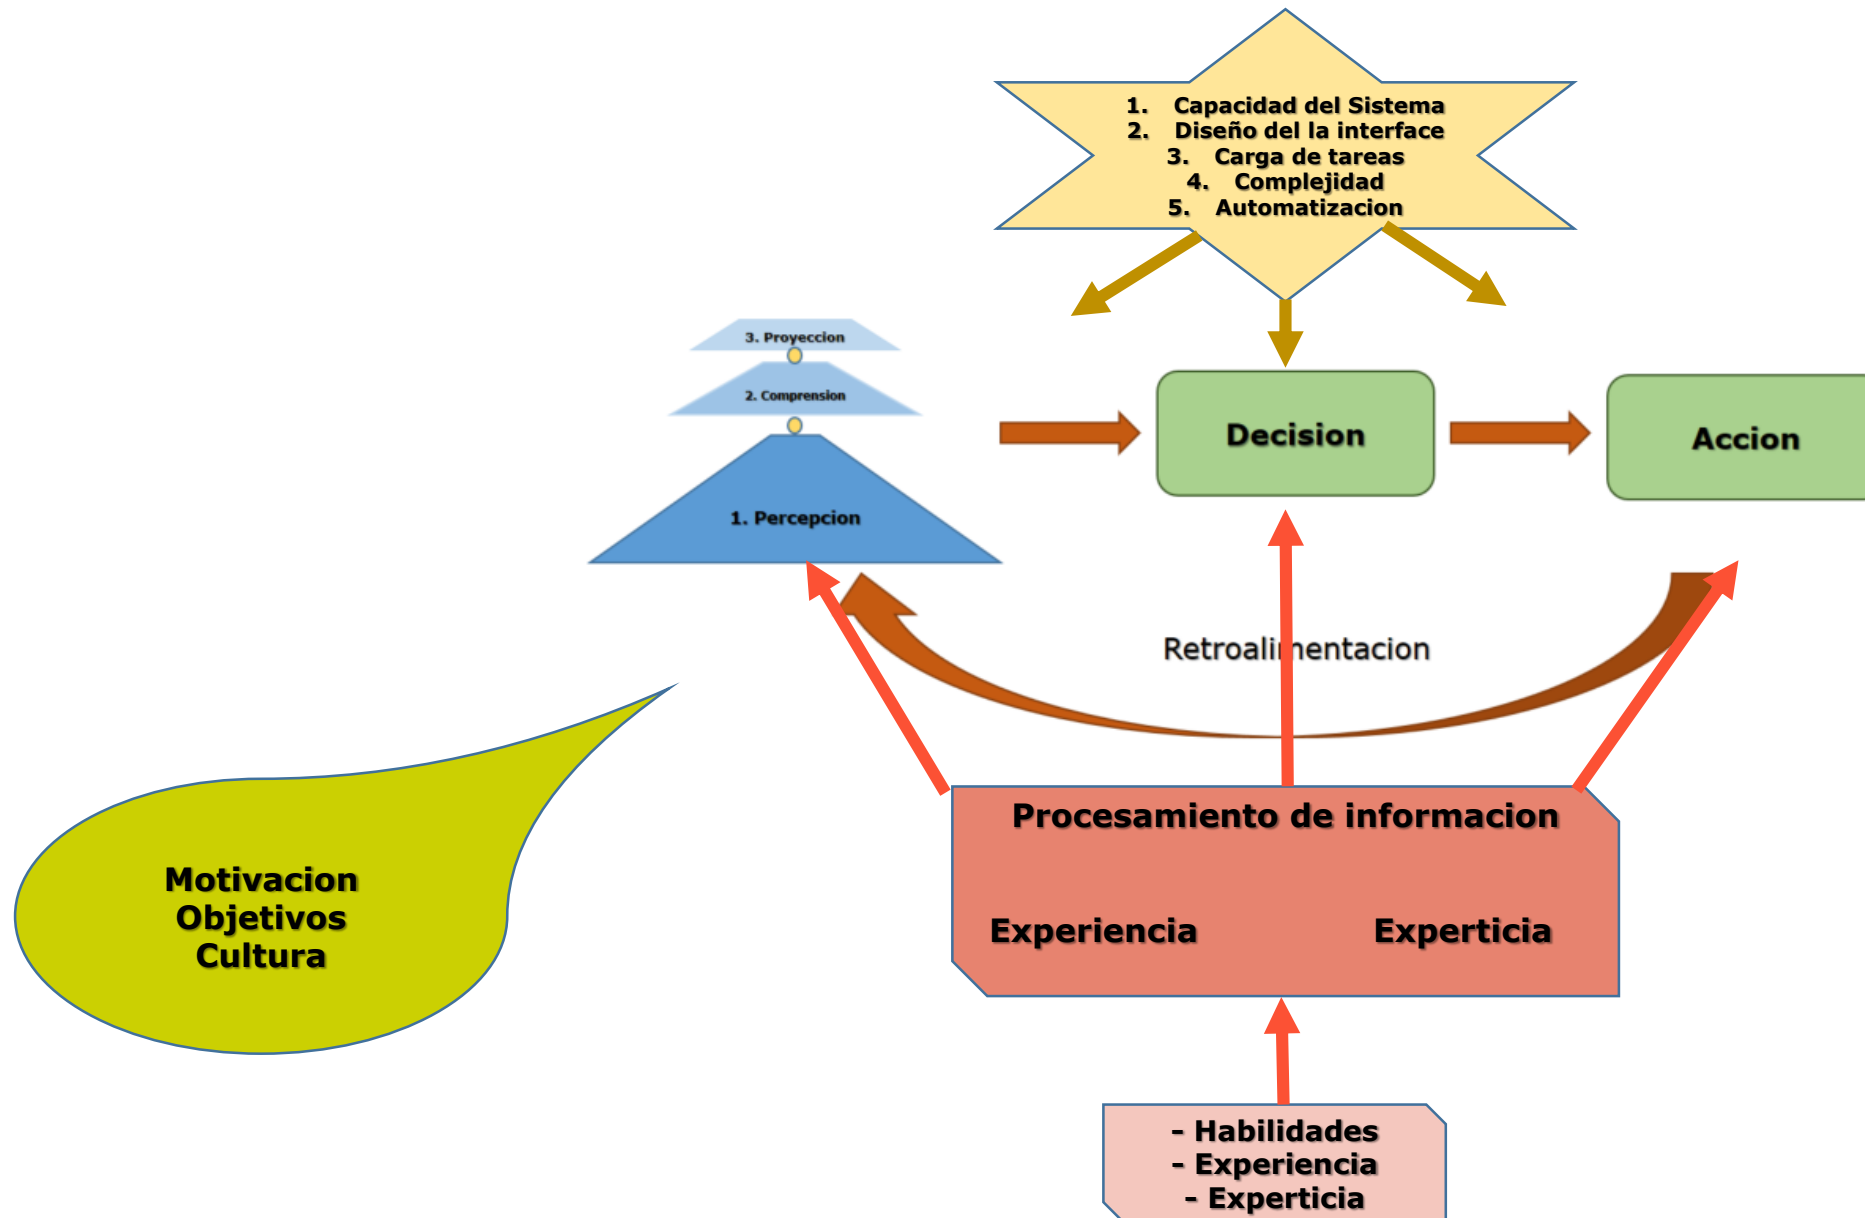 1. Capacidad del Sistema
2. Diseño del la interface
3. Carga de tareas
4. Complejidad
5. Automatizacion
3. Proyeccion
2. Comprension
1. Percepcion
Decision
Accion
Retroalimentacion
Motivacion
Objetivos
Cultura
Procesamiento de informacion
Experiencia Experticia
- Habilidades
- Experiencia
- Experticia